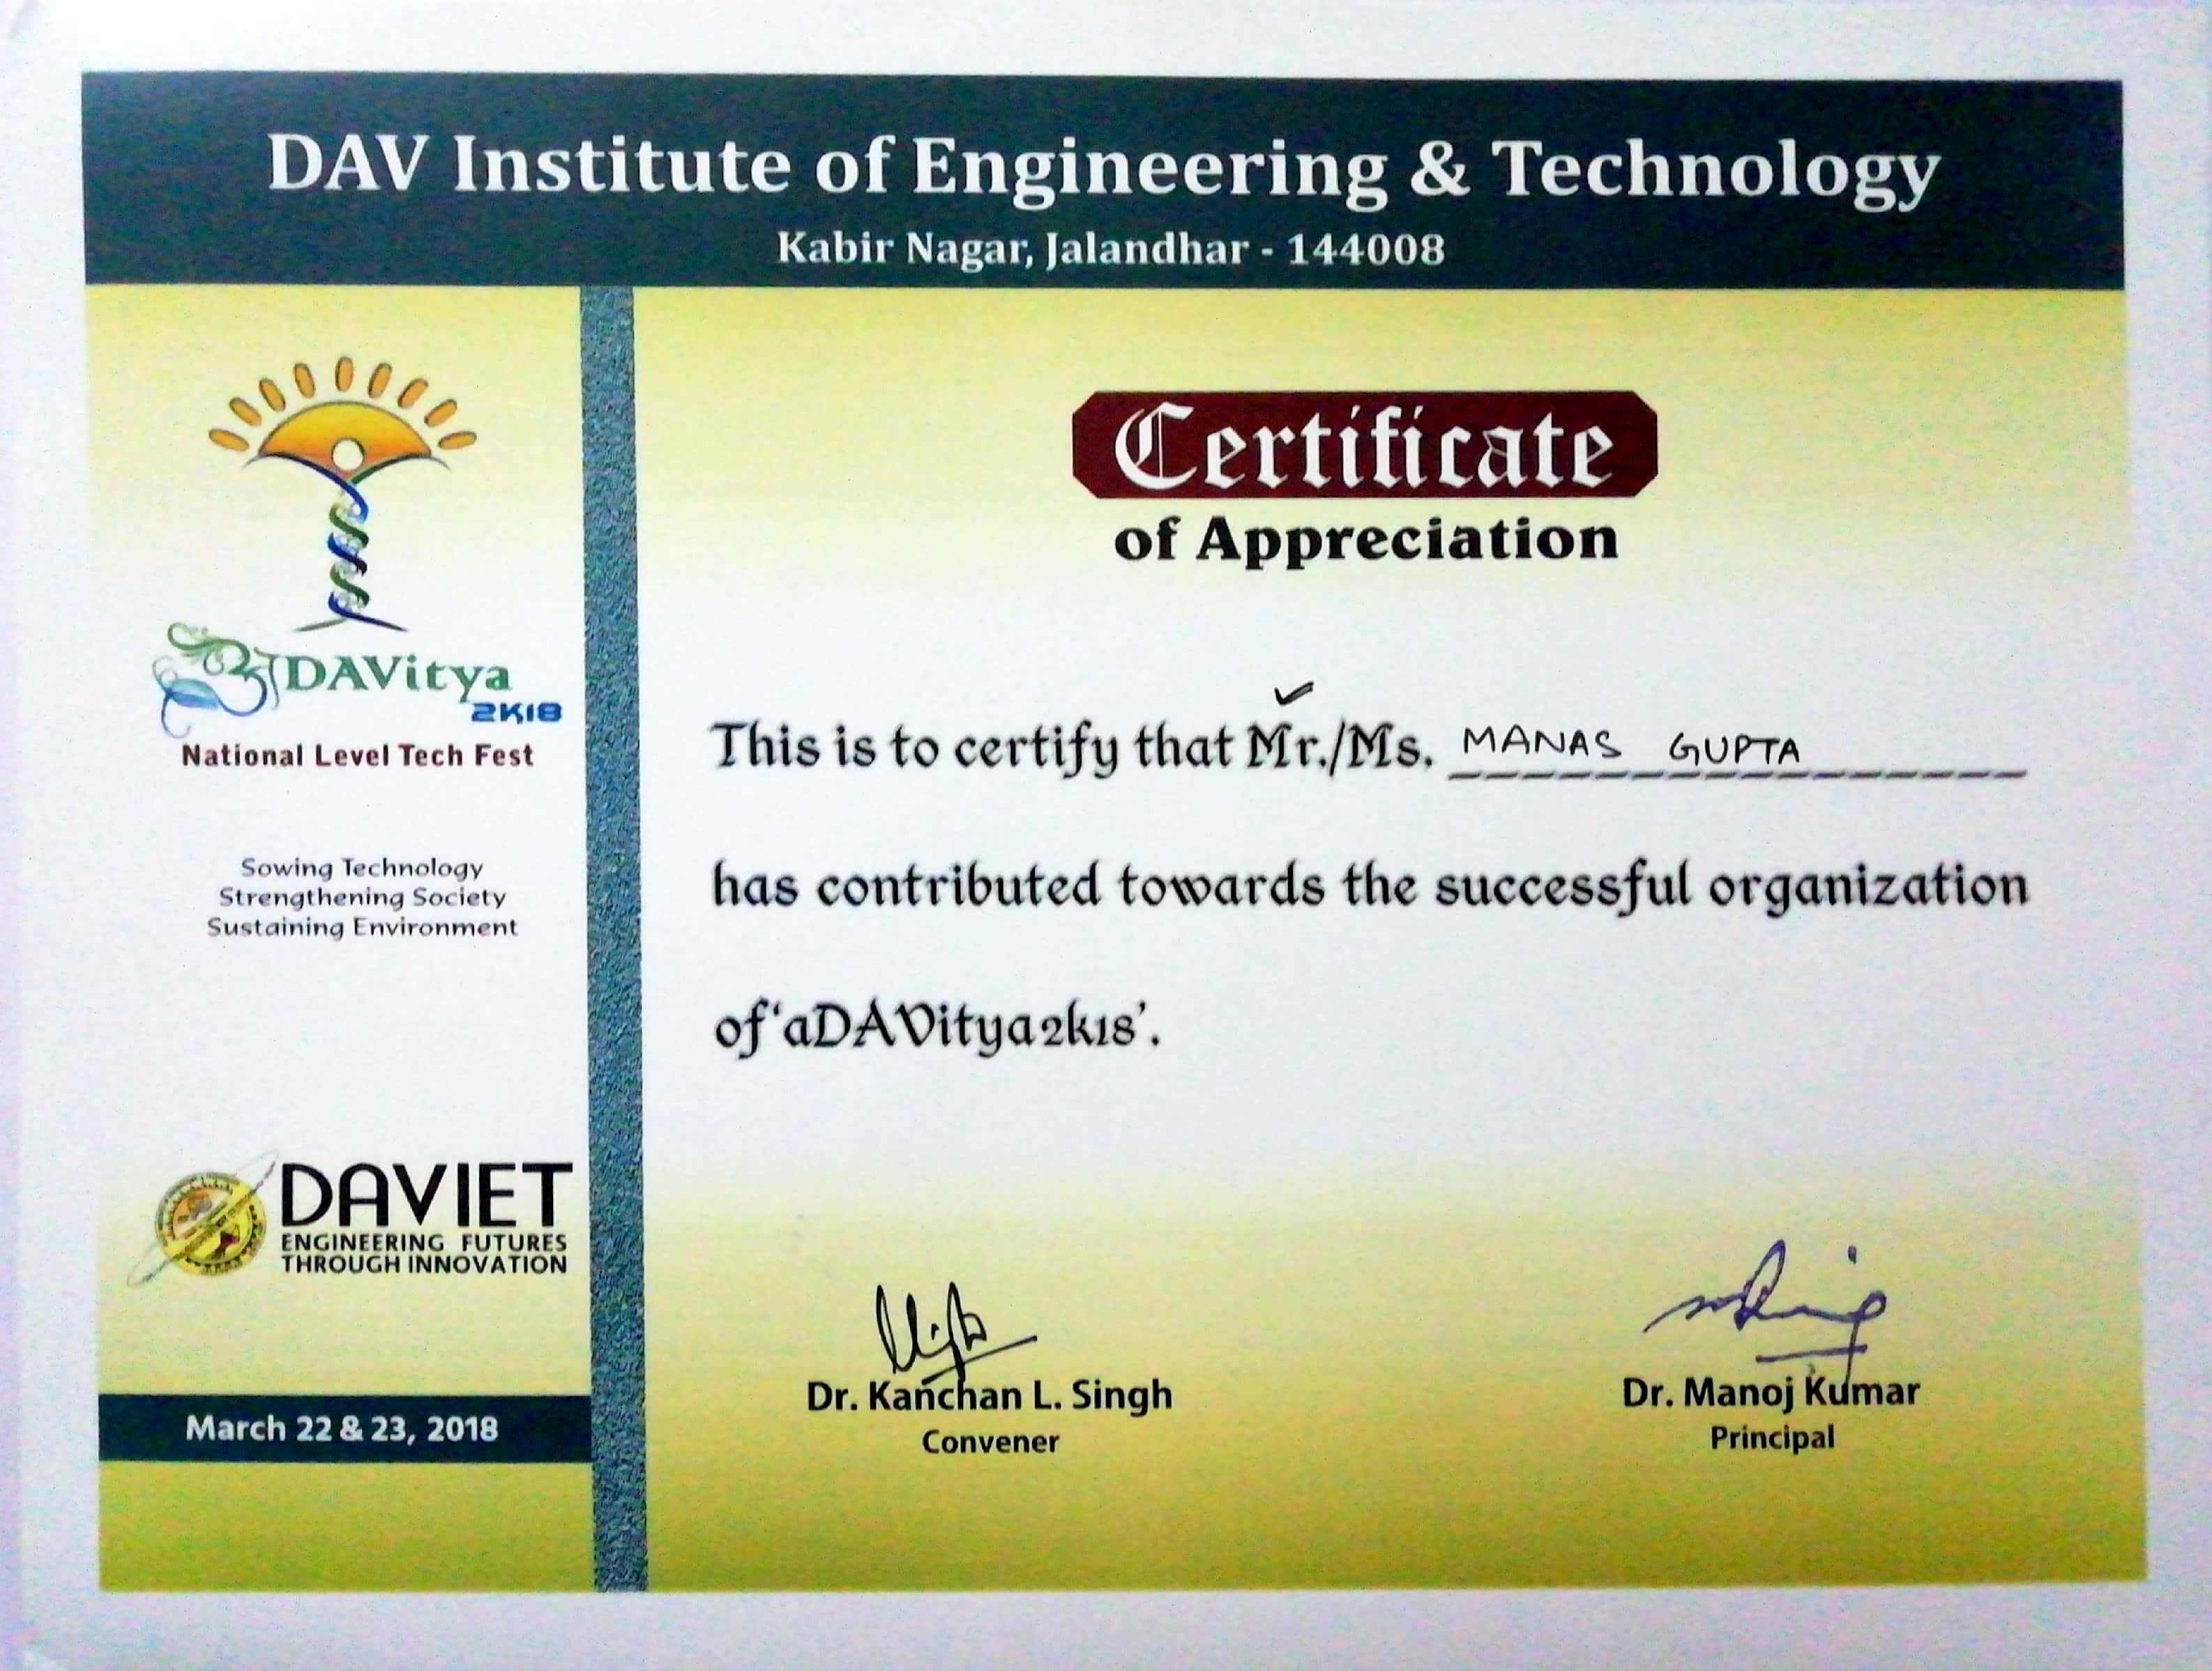 DAV Institute of Engineering & Technology
Kabir Nagar, Jalandhar - 144008
आDAVitya
2K18
National Level Tech Fest
Sowing Technology
Strengthening Society
Sustaining Environment
DAVIET
ENGINEERING FUTURES
THROUGH INNOVATION
March 22 & 23, 2018
Certificate
of Appreciation
This is to certify that Mr./Ms. MANAS GUPTA
has contributed towards the successful organization
of 'aDAVitya2k18'.
Dr. Kanchan L. Singh
Convener
Dr. Manoj Kumar
Principal